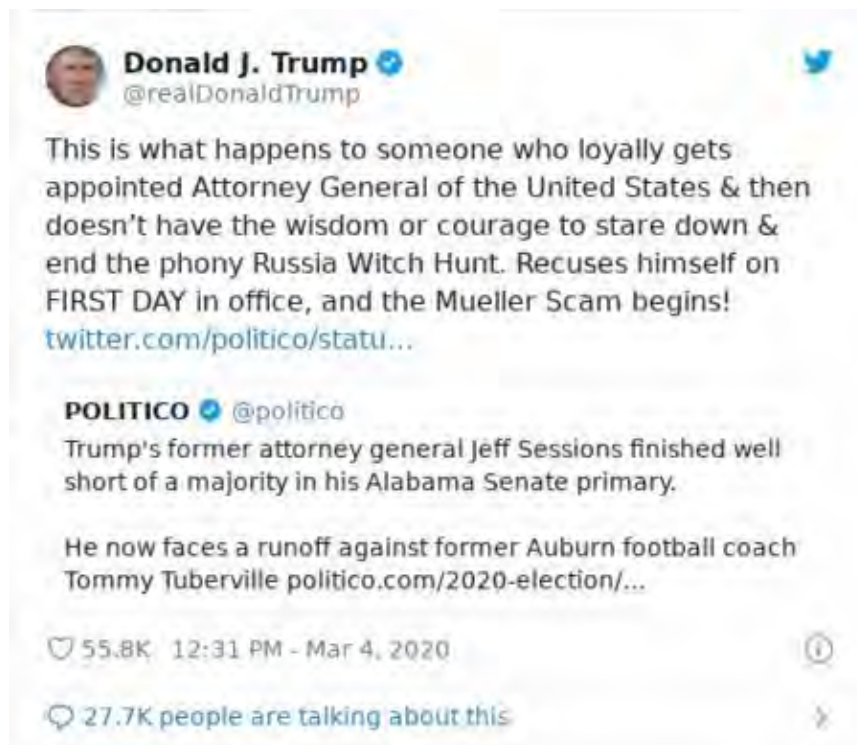 Donald J. Trump
@realDonaldTrump
This is what happens to someone who loyally gets
appointed Attorney General of the United States & then
doesn't have the wisdom or courage to stare down &
end the phony Russia Witch Hunt. Recuses himself on
FIRST DAY in office, and the Mueller Scam begins!
twitter.com/politico/statu...
POLITICO @politico
Trump's former attorney general Jeff Sessions finished well
short of a majority in his Alabama Senate primary.
He now faces a runoff against former Auburn football coach
Tommy Tuberville politico.com/2020-election/...
55.8K 12:31 PM - Mar 4, 2020
27.7K people are talking about this